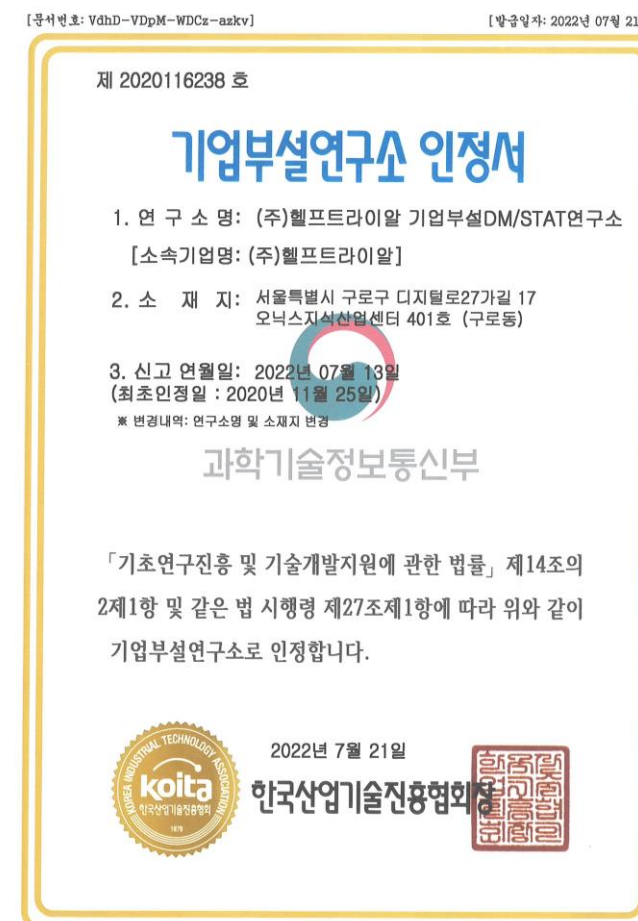 [문서번호: VdhD-VDpM-WDCz-azkv] [발급일자: 2022년 07월 21
제 2020116238 호
기업부설연구소 인정서
1. 연 구 소 명: (주)헬프트라이알 기업부설DM/STAT연구소
[소속기업명: (주)헬프트라이알]
2. 소 재 지: 서울특별시 구로구 디지털로27가길 17
오닉스지식산업센터 401호 (구로동)
3. 신고 연월일: 2022년 07월 13일
(최초인정일 : 2020년 11월 25일)
※ 변경내역: 연구소명 및 소재지 변경
과학기술정보통신부
「기초연구진흥 및 기술개발지원에 관한 법률」 제14조의
2제1항 및 같은 법 시행령 제27조제1항에 따라 위와 같이
기업부설연구소로 인정합니다.
KOREA INDUSTRIAL TECHNOLOGY ASSOCIATION
koita
한국산업기술진흥협회
1979
2022년 7월 21일
한국산업기술진흥협회장